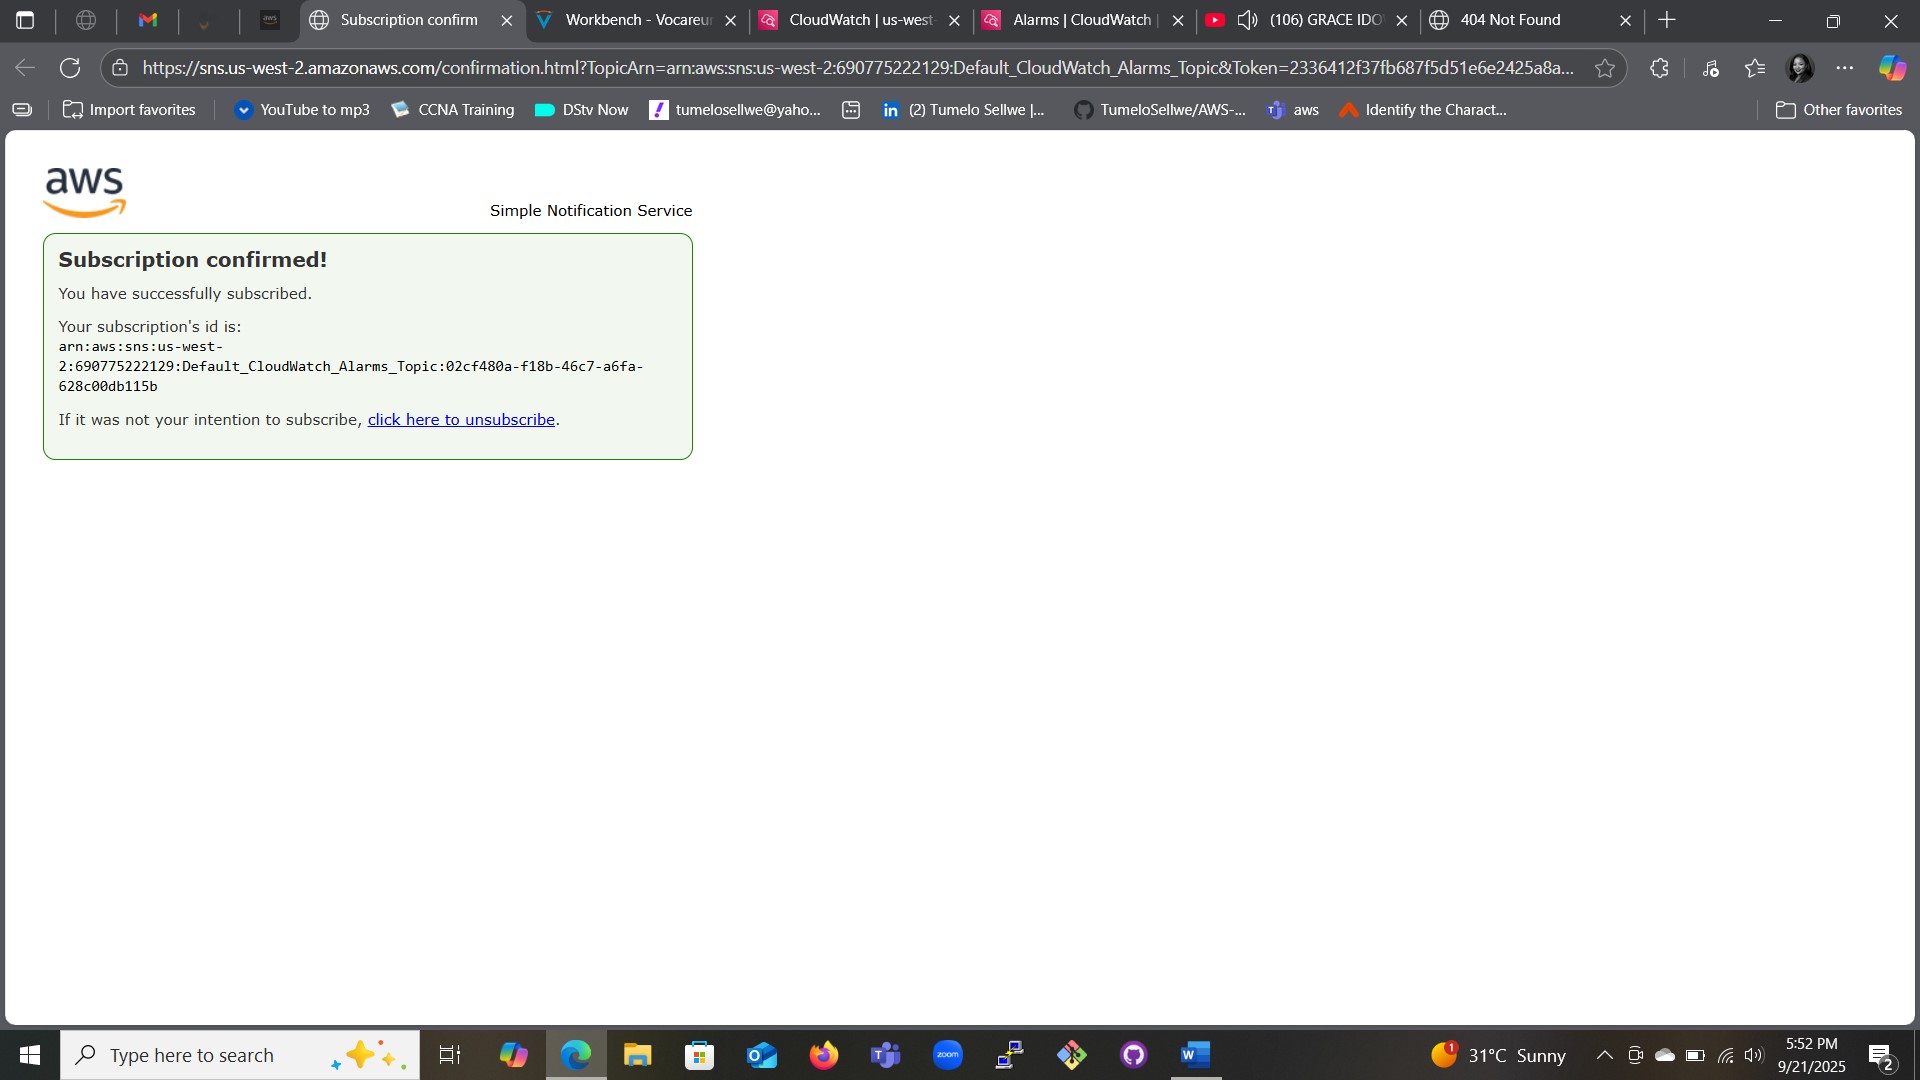 Subscription confirm
Workbench - Vocareur
CloudWatch | us-west-
Alarms | CloudWatch |
(106) GRACE IDO
404 Not Found
https://sns.us-west-2.amazonaws.com/confirmation.html?TopicArn=arn:aws:sns:us-west-2:690775222129:Default_CloudWatch_Alarms_Topic&Token=2336412f37fb687f5d51e6e2425a8a...
Import favorites
YouTube to mp3
CCNA Training
DStv Now
tumelosellwe@yaho...
(2) Tumelo Sellwe |...
TumeloSellwe/AWS-...
aws
Identify the Charact...
Other favorites
aws
Simple Notification Service
Subscription confirmed!
You have successfully subscribed.
Your subscription's id is:
arn:aws:sns:us-west-
2:690775222129:Default_CloudWatch_Alarms_Topic:02cf480a-f18b-46c7-a6fa-
628c00db115b
If it was not your intention to subscribe, click here to unsubscribe.
Type here to search
zoom
1
31°C Sunny
5:52 PM
9/21/2025
2